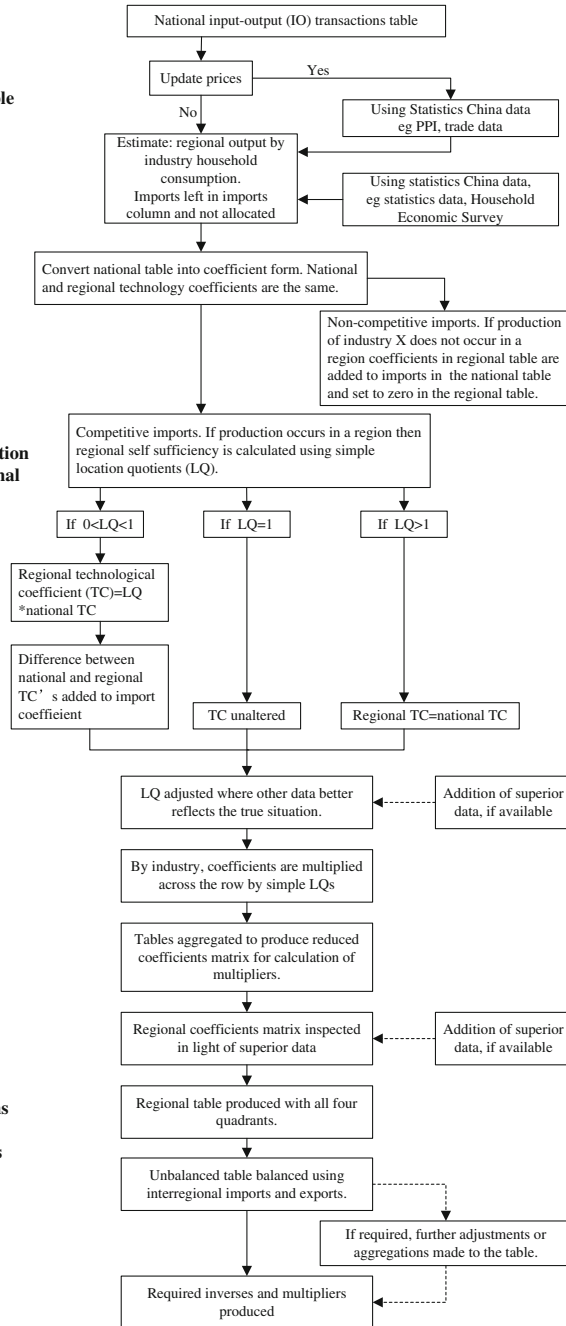 National input-output (IO) transactions table
Update prices
Yes
ple
No
Using Statistics China data
eg PPI, trade data
Estimate: regional output by
industry household
consumption.
Imports left in imports
column and not allocated
Using statistics China data,
eg statistics data, Household
Economic Survey
Convert national table into coefficient form. National
and regional technology coefficients are the same.
Non-competitive imports. If production
of industry X does not occur in a
region coefficients in regional table are
added to imports in the national table
and set to zero in the regional table.
Competitive imports. If production occurs in a region then
regional self sufficiency is calculated using simple
location quotients (LQ).
tion
nal
If 0<LQ<1
If LQ=1
If LQ>1
Regional technological
coefficient (TC)=LQ
*national TC
Difference between
national and regional
TC's added to import
coeffieient
TC unaltered
Regional TC=national TC
LQ adjusted where other data better
reflects the true situation.
Addition of superior
data, if available
By industry, coefficients are multiplied
across the row by simple LQs
Tables aggregated to produce reduced
coefficients matrix for calculation of
multipliers.
Regional coefficients matrix inspected
in light of superior data
Addition of superior
data, if available
Regional table produced with all four
quadrants.
ns
s
Unbalanced table balanced using
interregional imports and exports.
If required, further adjustments or
aggregations made to the table.
Required inverses and multipliers
produced